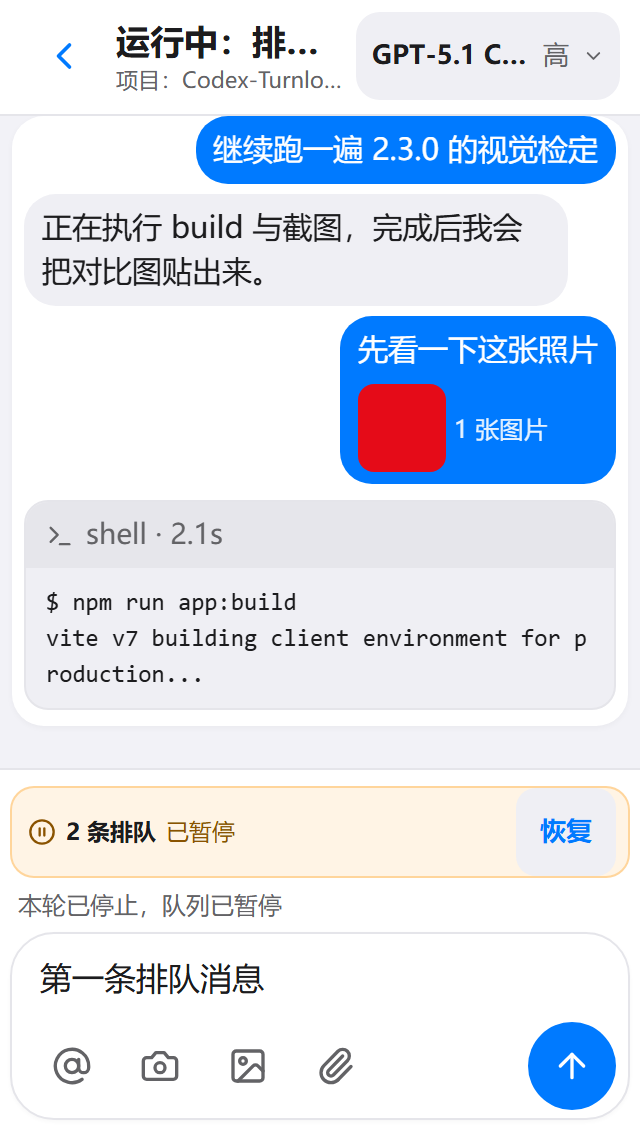 运行中：排...
项目：Codex-Turnlo...
GPT-5.1 C... 高
继续跑一遍 2.3.0 的视觉检定
正在执行 build 与截图，完成后我会
把对比图贴出来。
先看一下这张照片
1 张图片
>_ shell · 2.1s
$ npm run app:build
vite v7 building client environment for p
roduction...
2 条排队 已暂停
恢复
本轮已停止，队列已暂停
第一条排队消息